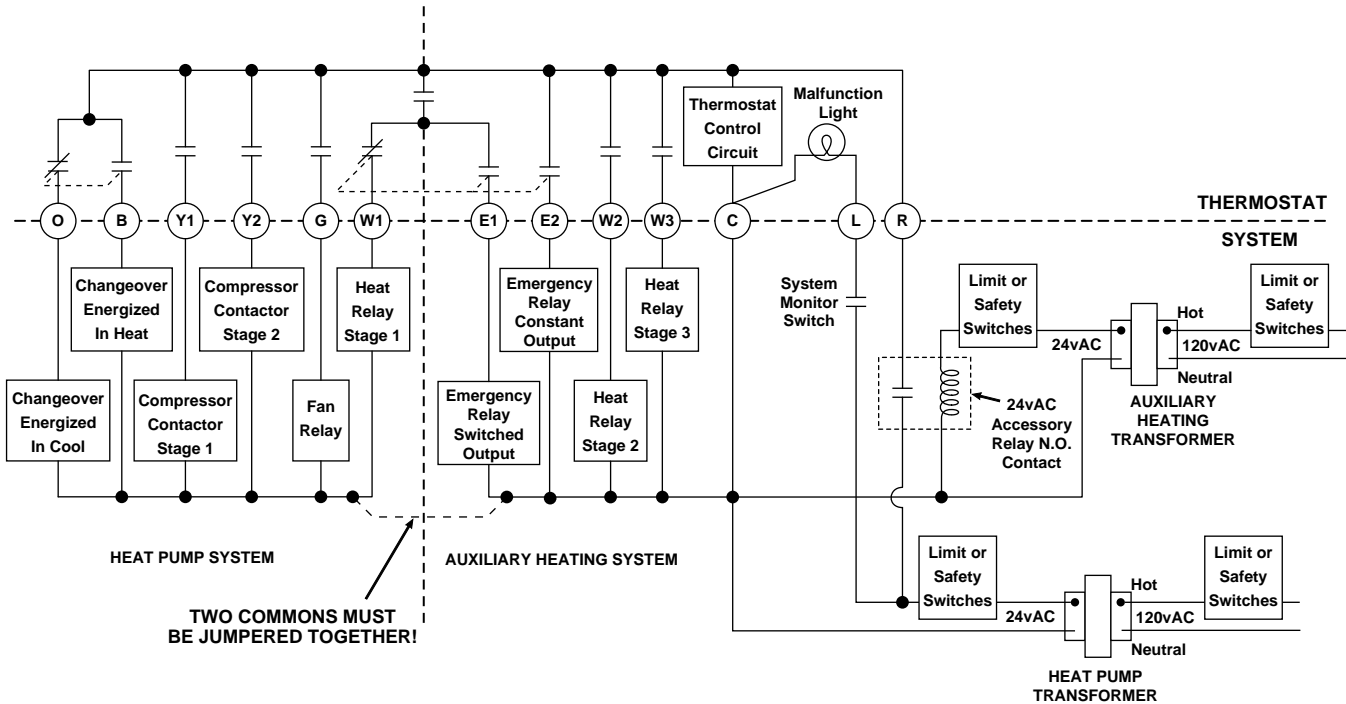 Thermostat
Control
Circuit
Malfunction
Light
THERMOSTAT
O
B
Y1
Y2
G
W1
E1
E2
W2
W3
C
L
R
SYSTEM
Changeover
Energized
In Heat
Compressor
Contactor
Stage 2
Heat
Relay
Stage 1
Emergency
Relay
Constant
Output
Heat
Relay
Stage 3
System
Monitor
Switch
Limit or
Safety
Switches
Hot
24vAC
120vAC
Neutral
Limit or
Safety
Switches
Changeover
Energized
In Cool
Compressor
Contactor
Stage 1
Fan
Relay
Emergency
Relay
Switched
Output
Heat
Relay
Stage 2
24vAC
Accessory
Relay N.O.
Contact
AUXILIARY
HEATING
TRANSFORMER
HEAT PUMP SYSTEM
AUXILIARY HEATING SYSTEM
TWO COMMONS MUST
BE JUMPERED TOGETHER!
Limit or
Safety
Switches
Hot
24vAC
120vAC
Neutral
Limit or
Safety
Switches
HEAT PUMP
TRANSFORMER